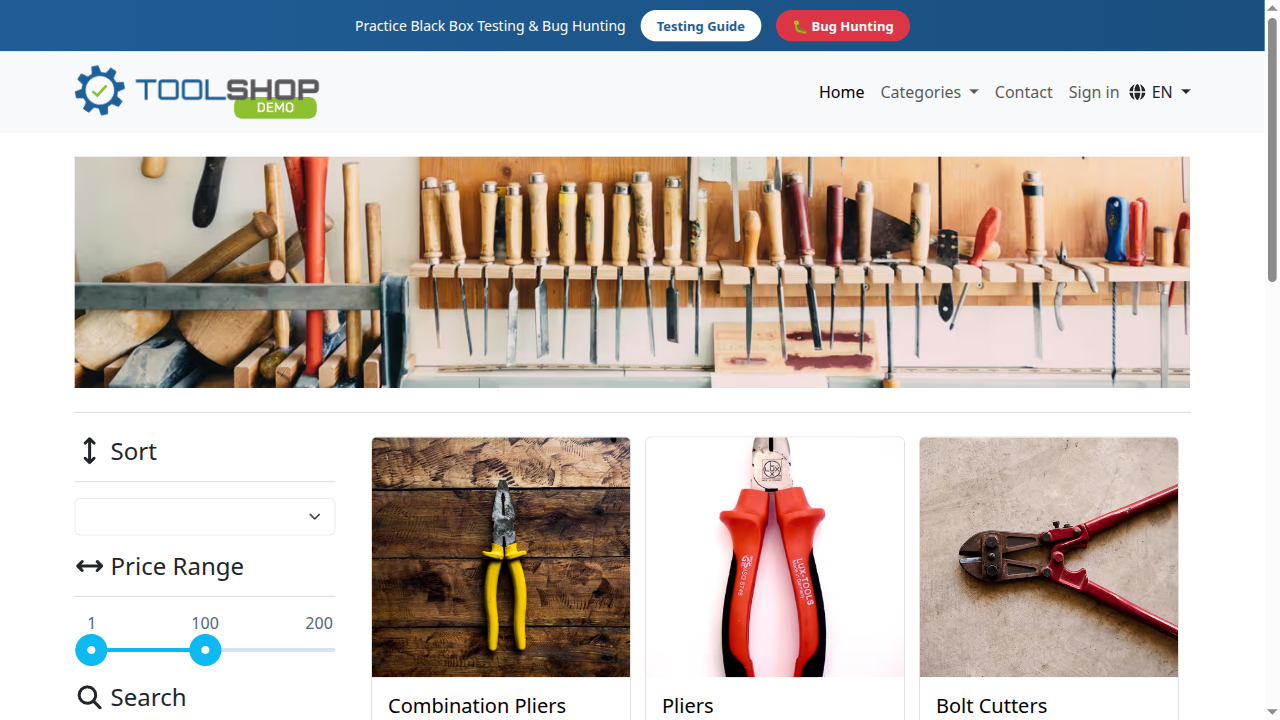 Practice Black Box Testing & Bug Hunting
Testing Guide
🐛 Bug Hunting
TOOLSHOP
DEMO
Home
Categories
Contact
Sign in
EN
Sort
Price Range
1
100
200
Search
LUX-TOOLS
Combination Pliers
Pliers
Bolt Cutters